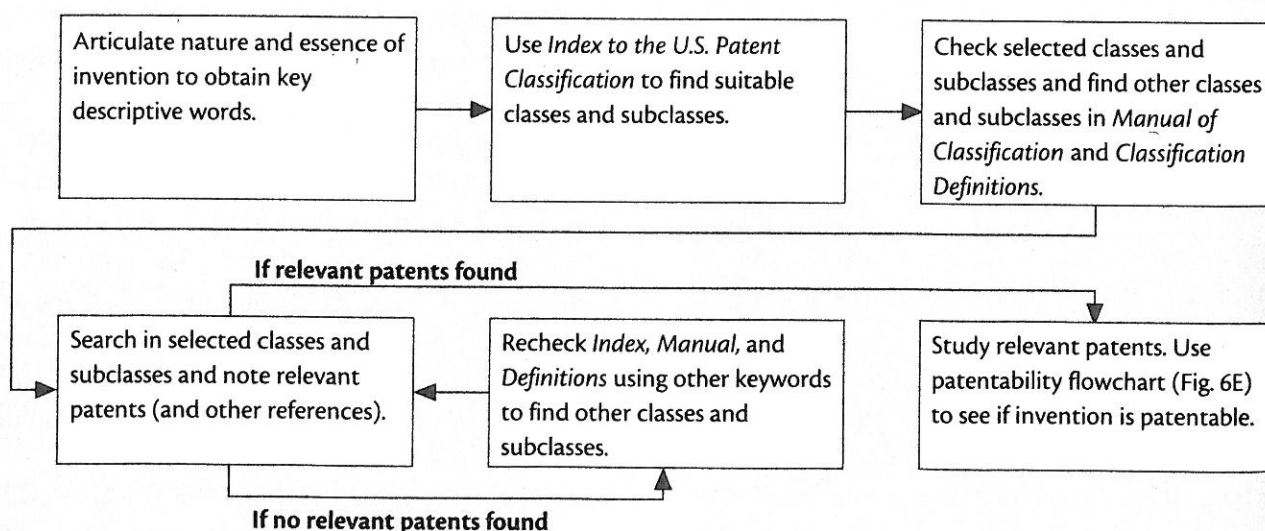 Articulate nature and essence of
invention to obtain key
descriptive words.
Use Index to the U.S. Patent
Classification to find suitable
classes and subclasses.
Check selected classes and
subclasses and find other classes
and subclasses in Manual of
Classification and Classification
Definitions.
If relevant patents found
Search in selected classes and
subclasses and note relevant
patents (and other references).
Recheck Index, Manual, and
Definitions using other keywords
to find other classes and
subclasses.
Study relevant patents. Use
patentability flowchart (Fig. 6E)
to see if invention is patentable.
If no relevant patents found